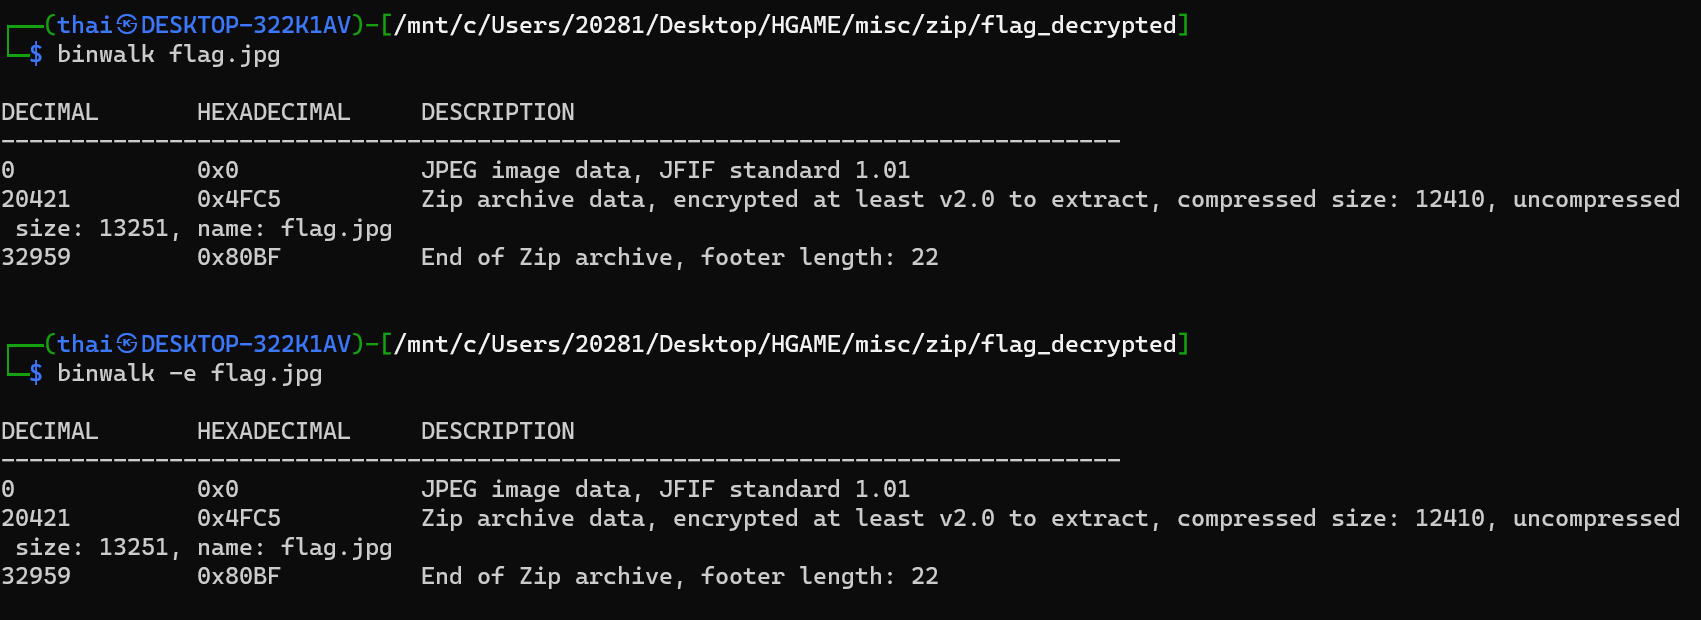 ┌──(thai㉿DESKTOP-322K1AV)-[/mnt/c/Users/20281/Desktop/HGAME/misc/zip/flag_decrypted]
└─$ binwalk flag.jpg
DECIMAL       HEXADECIMAL     DESCRIPTION
--------------------------------------------------------------------------------
0             0x0             JPEG image data, JFIF standard 1.01
20421         0x4FC5          Zip archive data, encrypted at least v2.0 to extract, compressed size: 12410, uncompressed
 size: 13251, name: flag.jpg
32959         0x80BF          End of Zip archive, footer length: 22
┌──(thai㉿DESKTOP-322K1AV)-[/mnt/c/Users/20281/Desktop/HGAME/misc/zip/flag_decrypted]
└─$ binwalk -e flag.jpg
DECIMAL       HEXADECIMAL     DESCRIPTION
--------------------------------------------------------------------------------
0             0x0             JPEG image data, JFIF standard 1.01
20421         0x4FC5          Zip archive data, encrypted at least v2.0 to extract, compressed size: 12410, uncompressed
 size: 13251, name: flag.jpg
32959         0x80BF          End of Zip archive, footer length: 22